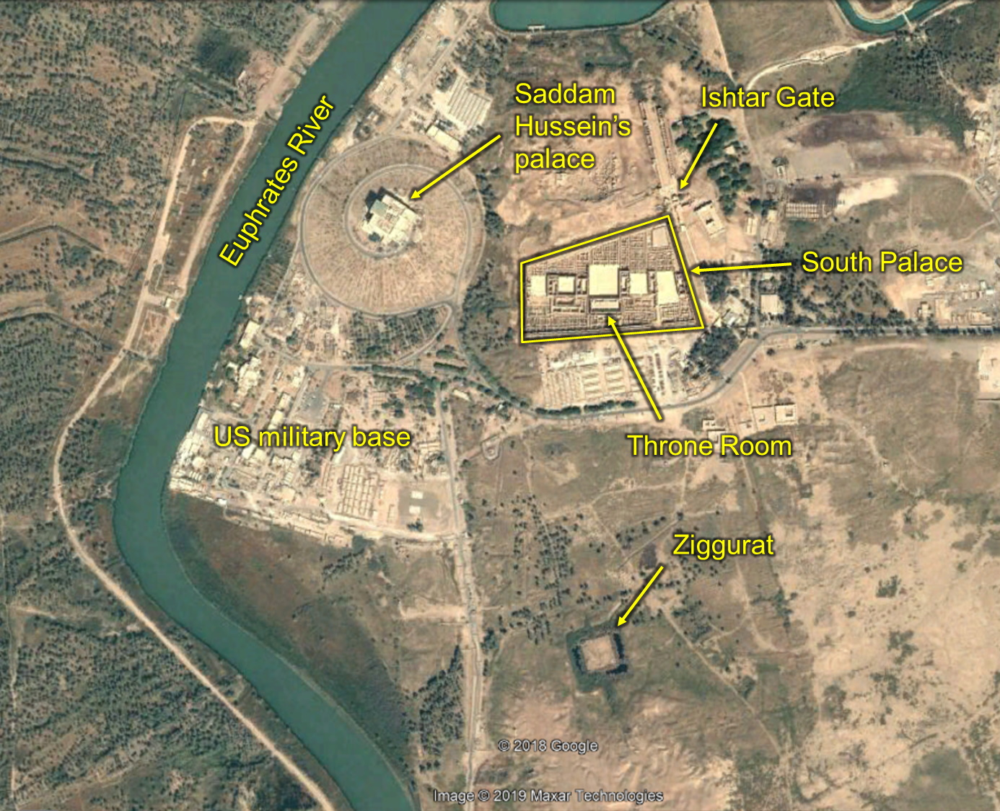 Saddam
Hussein's
palace
Ishtar Gate
Euphrates River
South Palace
US military base
Throne Room
Ziggurat
© 2018 Google
Image © 2019 Maxar Technologies